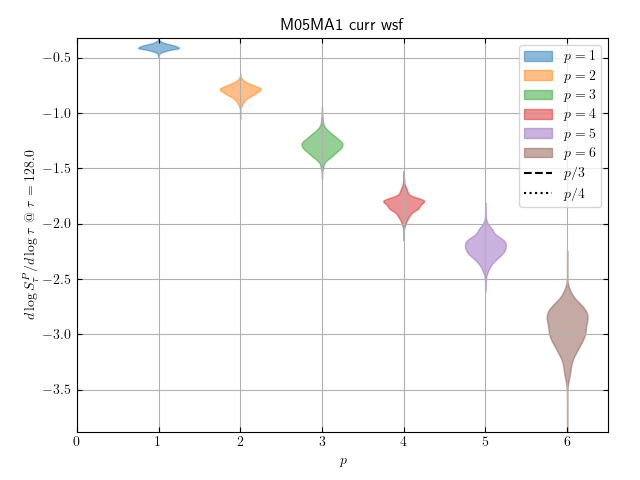 M05MA1 curr wsf
d log S_τ^P / d log τ @ τ = 128.0
−0.5
−1.0
−1.5
−2.0
−2.5
−3.0
−3.5
0 1 2 3 4 5 6
p
p = 1
p = 2
p = 3
p = 4
p = 5
p = 6
p/3
p/4